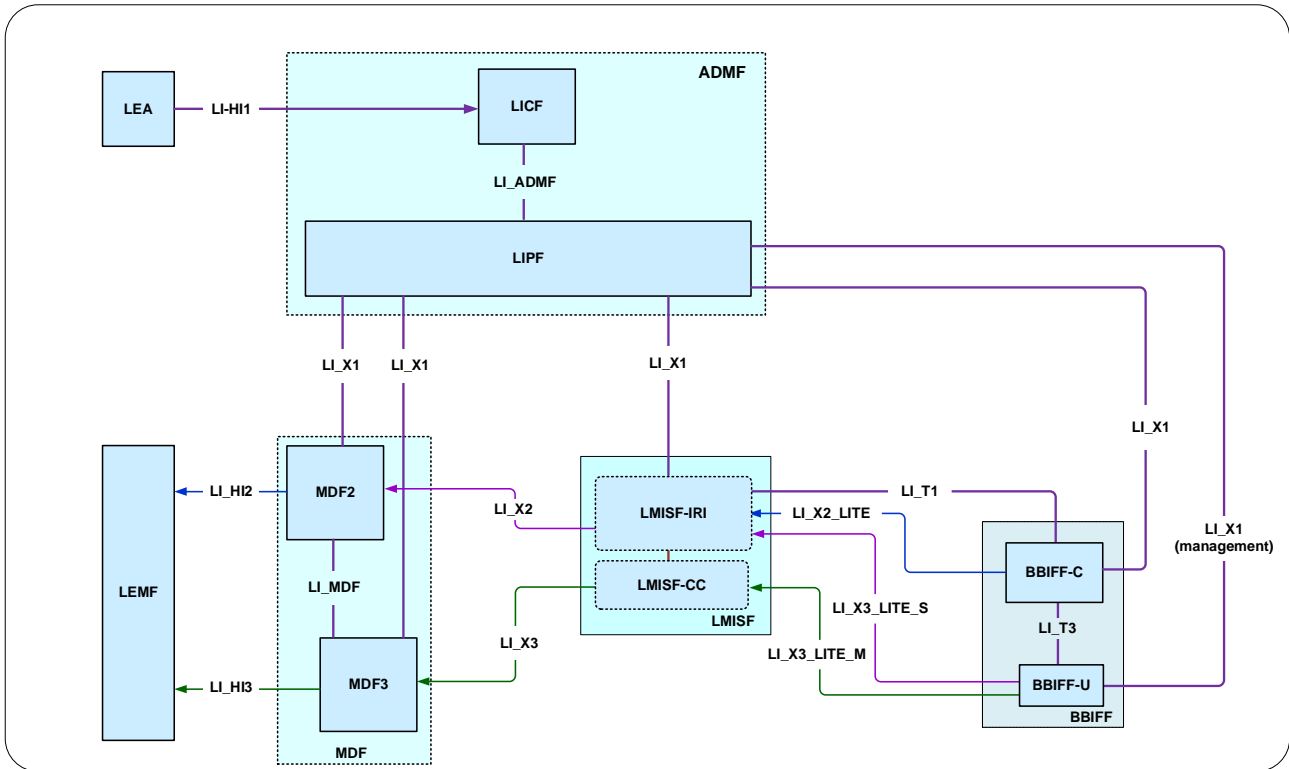 ADMF
LEA
LI-HI1
LICF
LI_ADMF
LIPF
LI_X1
LI_X1
LI_X1
LI_X1
LI_X1
(management)
LEMF
LI_HI2
MDF2
LI_X2
LMISF-IRI
LI_T1
LI_X2_LITE
BBIFF-C
LI_MDF
LMISF-CC
LMISF
LI_X3_LITE_S
LI_T3
LI_X3
LI_X3_LITE_M
LI_HI3
MDF3
BBIFF-U
BBIFF
MDF